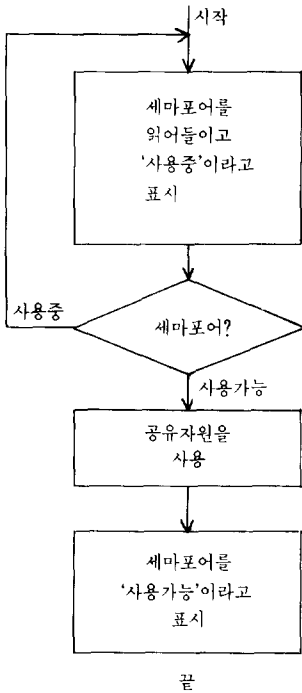 시작
세마포어를
읽어들이고
'사용중'이라고
표시
사용중
세마포어?
사용가능
공유자원을
사용
세마포어를
'사용가능'이라고
표시
끝